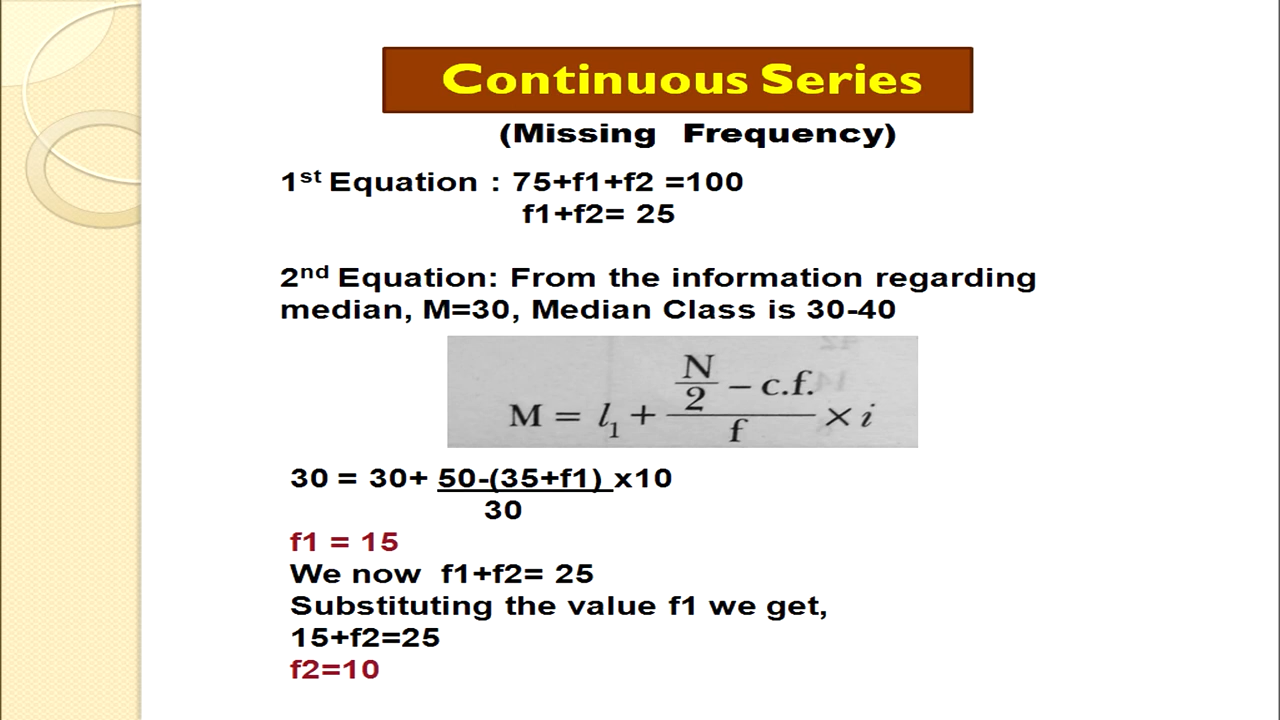 Continuous Series
(Missing Frequency)
1st Equation : 75+f1+f2 =100
f1+f2= 25
2nd Equation: From the information regarding
median, M=30, Median Class is 30-40
M = l₁ + (N/2 − c.f.)/f × i
30 = 30+ 50-(35+f1) x10
30
f1 = 15
We now f1+f2= 25
Substituting the value f1 we get,
15+f2=25
f2=10